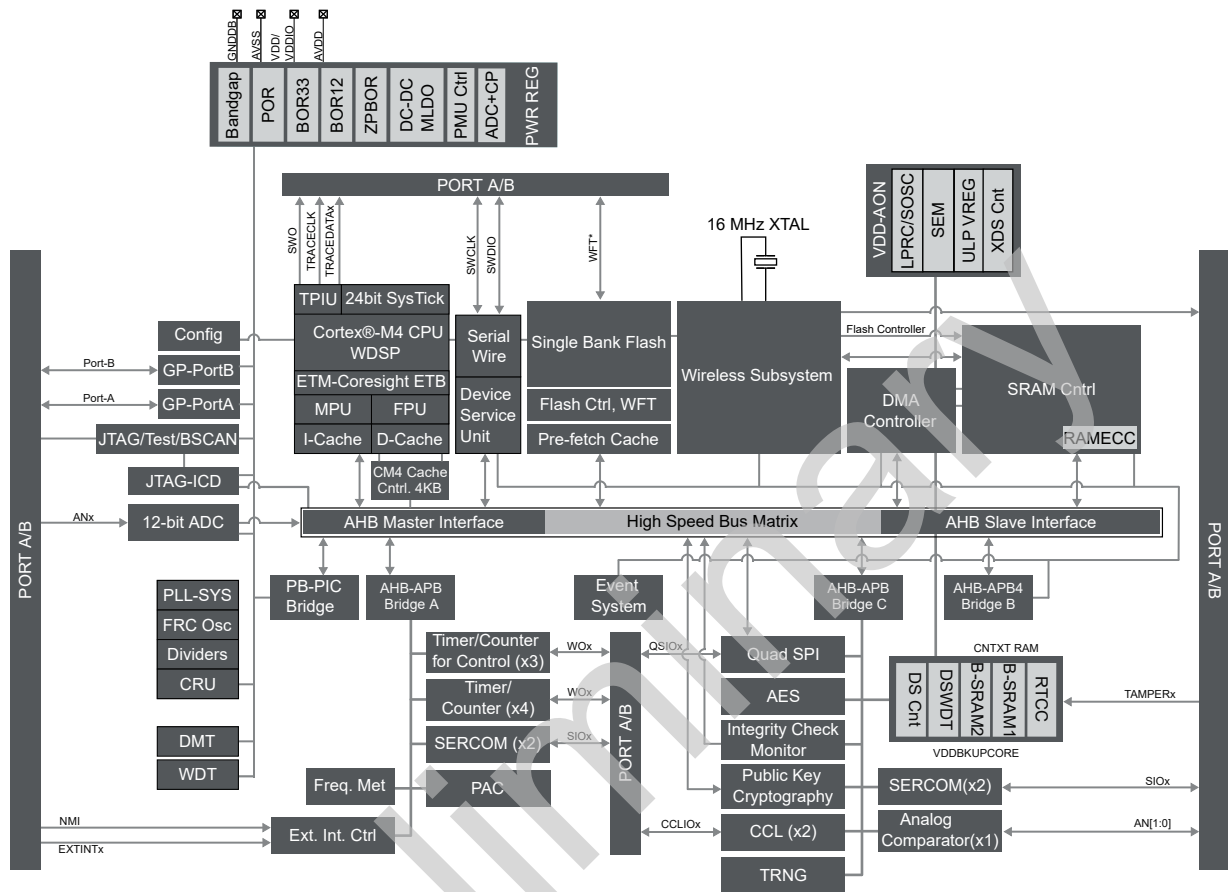 GNDDB
AVSS
VDD/
VDDIO
AVDD
Bandgap
POR
BOR33
BOR12
ZPBOR
DC-DC
MLDO
PMU Ctrl
ADC+CP
PWR REG
PORT A/B
SWO
TRACECLK
TRACEDATAx
SWCLK
SWDIO
WFT*
16 MHz XTAL
VDD-AON
LPRC/SOSC
SEM
ULP VREG
XDS Cnt
PORT A/B
Config
Port-B
GP-PortB
Port-A
GP-PortA
JTAG/Test/BSCAN
JTAG-ICD
ANx
12-bit ADC
TPIU
24bit SysTick
Cortex®-M4 CPU
WDSP
ETM-Coresight ETB
MPU
FPU
I-Cache
D-Cache
CM4 Cache
Cntrl. 4KB
Serial
Wire
Device
Service
Unit
Single Bank Flash
Flash Ctrl, WFT
Pre-fetch Cache
Wireless Subsystem
Flash Controller
DMA
Controller
SRAM Cntrl
RAMECC
PORT A/B
AHB Master Interface
High Speed Bus Matrix
AHB Slave Interface
PB-PIC
Bridge
AHB-APB
Bridge A
Event
System
AHB-APB
Bridge C
AHB-APB4
Bridge B
PLL-SYS
FRC Osc
Dividers
CRU
DMT
WDT
Timer/Counter
for Control (x3)
WOx
Timer/
Counter (x4)
WOx
SERCOM (x2)
SIOx
Freq. Met
PAC
NMI
EXTINTx
Ext. Int. Ctrl
PORT A/B
QSIOx
Quad SPI
AES
Integrity Check
Monitor
Public Key
Cryptography
CCLIOx
CCL (x2)
TRNG
CNTXT RAM
DS Cnt
DSWDT
B-SRAM2
B-SRAM1
RTCC
VDDBKUPCORE
TAMPERx
SERCOM(x2)
SIOx
Analog
Comparator(x1)
AN[1:0]
liminary